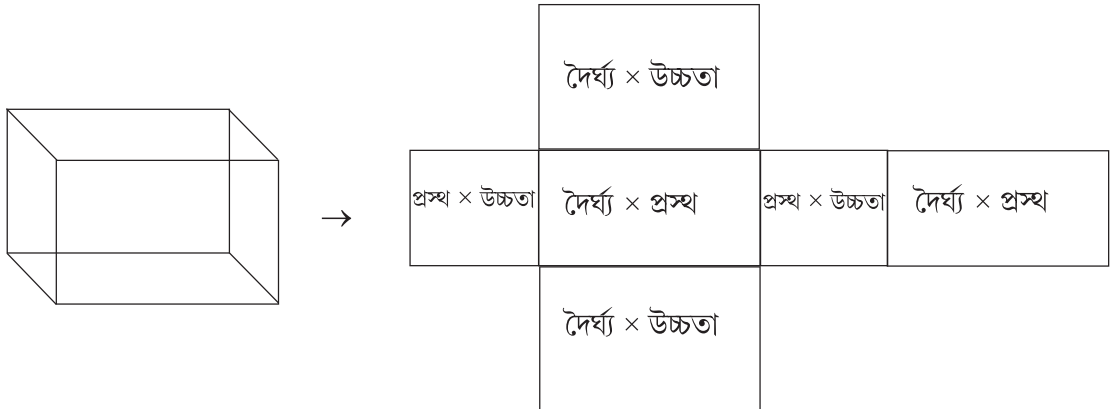 দৈর্ঘ্য × উচ্চতা
প্রস্থ × উচ্চতা
দৈর্ঘ্য × প্রস্থ
প্রস্থ × উচ্চতা
দৈর্ঘ্য × প্রস্থ
দৈর্ঘ্য × উচ্চতা